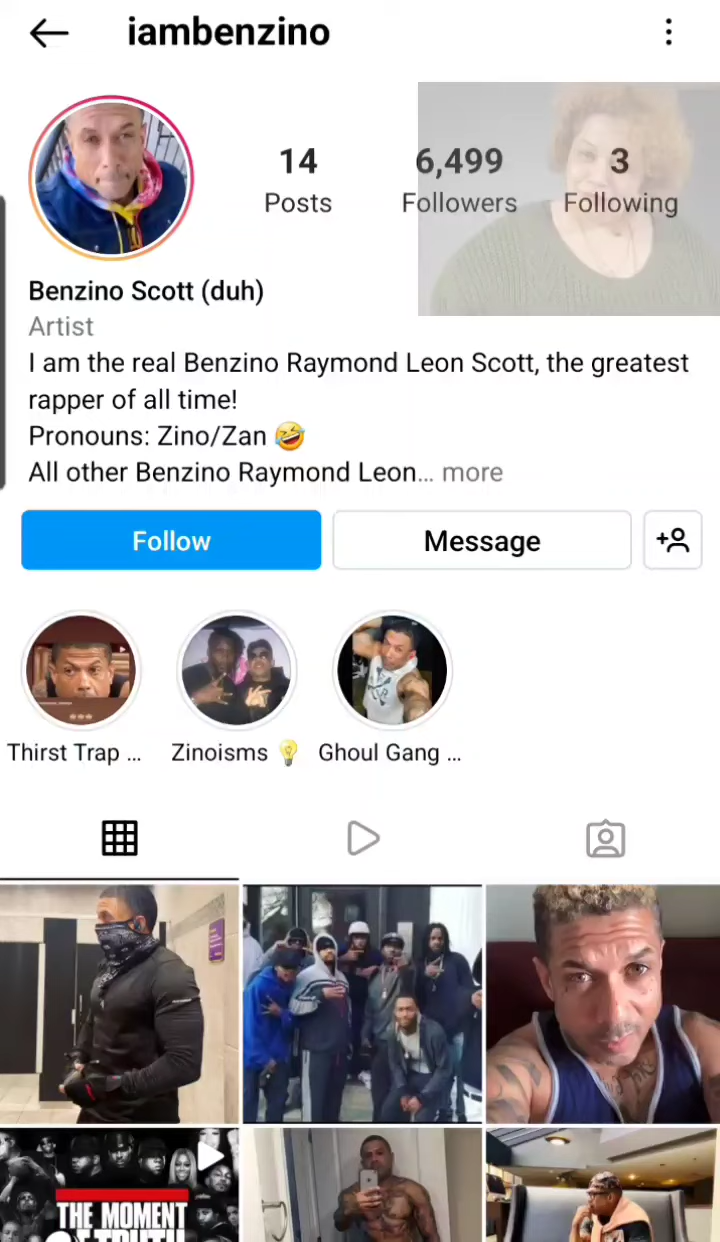 iambenzino
14
6,499
3
Posts
Followers
Following
Benzino Scott (duh)
Artist
I am the real Benzino Raymond Leon Scott, the greatest
rapper of all time!
Pronouns: Zino/Zan 🤣
All other Benzino Raymond Leon... more
Follow
Message
Thirst Trap ...
Zinoisms 💡
Ghoul Gang ...
THE MOMENT
OF TRUTH